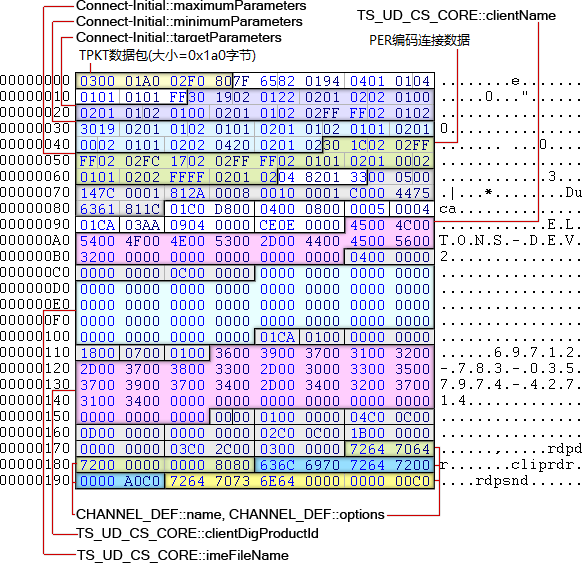 Connect-Initial::maximumParameters
Connect-Initial::minimumParameters
Connect-Initial::targetParameters
TS_UD_CS_CORE::clientName
TPKT数据包(大小=0x1a0字节)
PER编码连接数据
00000000 0300 01A0 02F0 807F 6582 0194 0401 0104 ........e.......
00000010 0101 0101 FF30 1902 0122 0201 0202 0100 .....0..."......
00000020 0201 0102 0100 0201 0102 02FF FF02 0102 ................
00000030 3019 0201 0102 0101 0201 0102 0101 0201 0...............
00000040 0002 0101 0202 0420 0201 0230 1C02 02FF ...........0....
00000050 FF02 02FC 1702 02FF FF02 0101 0201 0002 ................
00000060 0101 0202 FFFF 0201 0204 8201 3300 0500 ............3...
00000070 147C 0001 812A 0008 0010 0001 C000 4475 .|...*........Du
00000080 6361 811C 01C0 D800 0400 0800 0005 0004 ca..............
00000090 01CA 03AA 0904 0000 CE0E 0000 4500 4C00 ............E.L.
000000A0 5400 4F00 4E00 5300 2D00 4400 4500 5600 T.O.N.S.-.D.E.V.
000000B0 3200 0000 0000 0000 0000 0000 0400 0000 2...............
000000C0 0000 0000 0C00 0000 0000 0000 0000 0000 ................
000000D0 0000 0000 0000 0000 0000 0000 0000 0000 ................
000000E0 0000 0000 0000 0000 0000 0000 0000 0000 ................
000000F0 0000 0000 0000 0000 0000 0000 0000 0000 ................
00000100 0000 0000 0000 0000 01CA 0100 0000 0000 ................
00000110 1800 0700 0100 3600 3900 3700 3100 3200 ......6.9.7.1.2.
00000120 2D00 3700 3800 3300 2D00 3000 3300 3500 -.7.8.3.-.0.3.5.
00000130 3700 3900 3700 3400 2D00 3400 3200 3700 7.9.7.4.-.4.2.7.
00000140 3100 3400 0000 0000 0000 0000 0000 0000 1.4.............
00000150 0000 0000 0000 0000 0100 0000 04C0 0C00 ................
00000160 0D00 0000 0000 0000 02C0 0C00 1B00 0000 ................
00000170 0000 0000 03C0 2C00 0300 0000 7264 7064 ......,.....rdpd
00000180 7200 0000 0000 8080 636C 6970 7264 7200 r.......cliprdr.
00000190 0000 A0C0 7264 7073 6E64 0000 0000 00C0 ....rdpsnd......
CHANNEL_DEF::name, CHANNEL_DEF::options
TS_UD_CS_CORE::clientDigProductId
TS_UD_CS_CORE::imeFileName